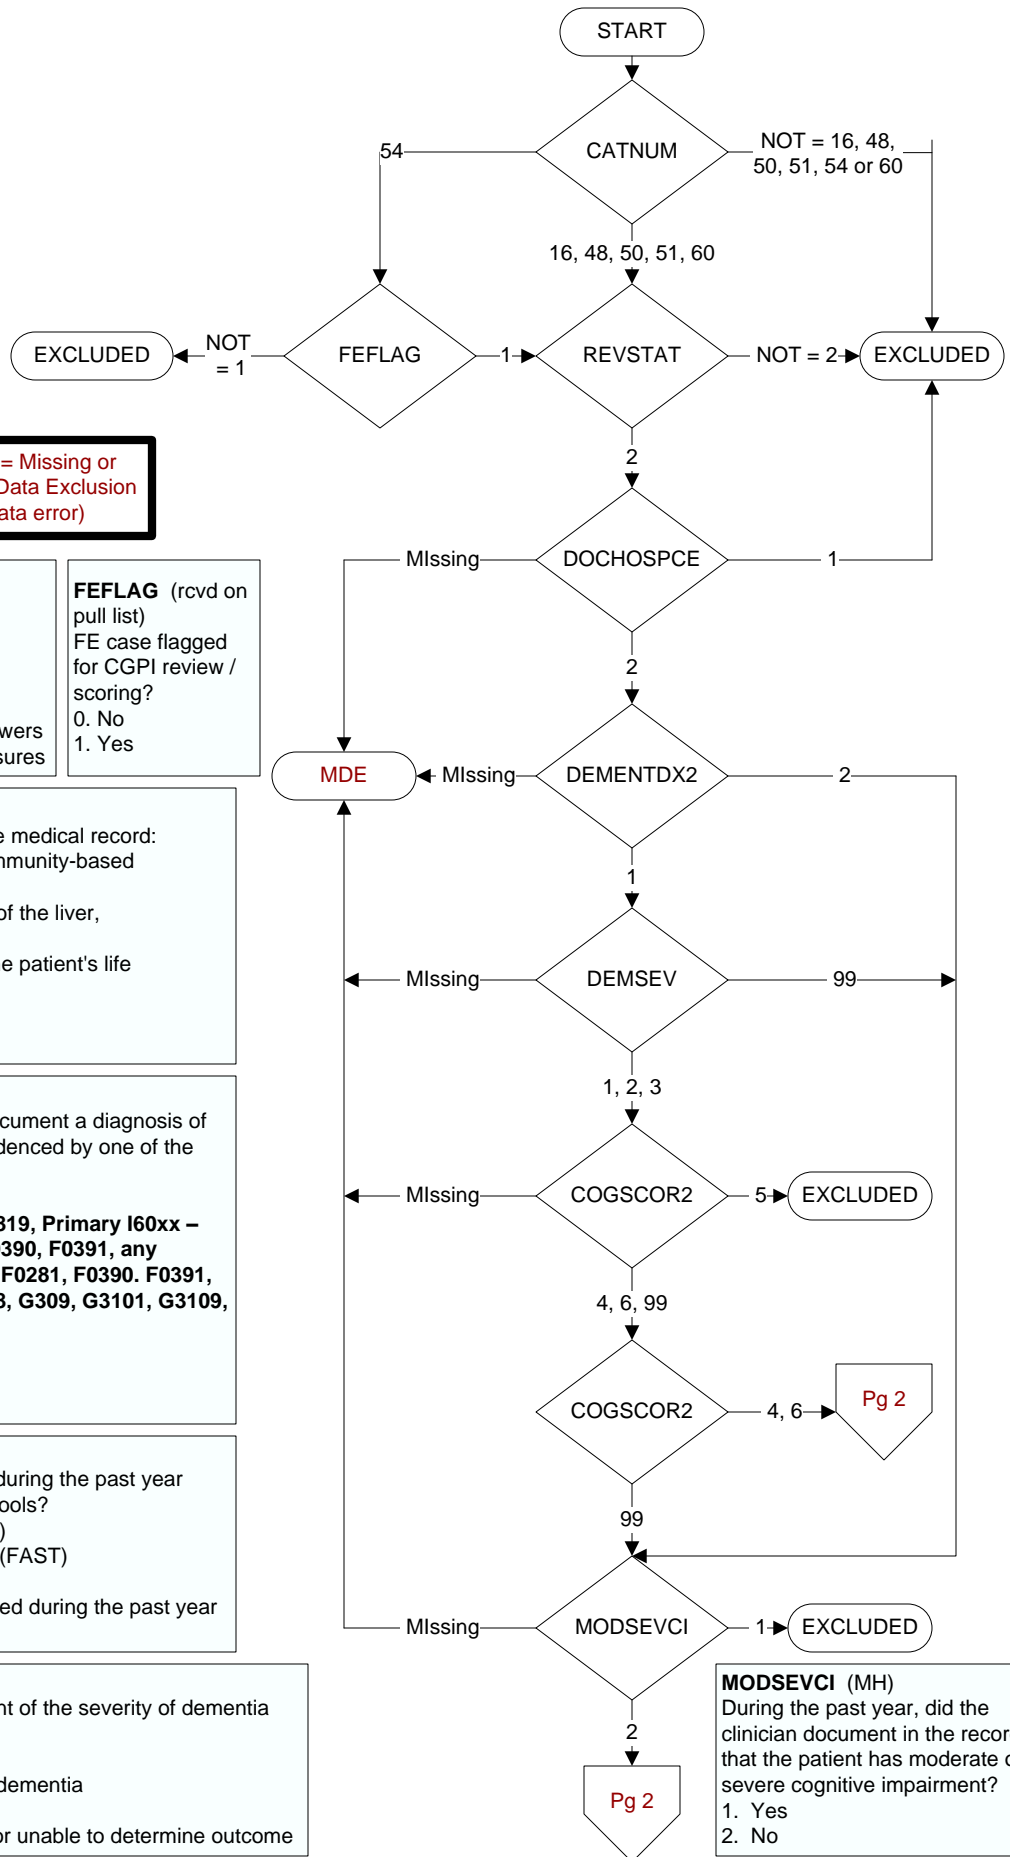 START
CATNUM
54
NOT = 16, 48,
50, 51, 54 or 60
16, 48, 50, 51, 60
EXCLUDED
NOT
= 1
FEFLAG
1
REVSTAT
NOT = 2
EXCLUDED
2
= Missing or
Data Exclusion
ata error)
DOCHOSPCE
MIssing
1
FEFLAG (rcvd on
pull list)
FE case flagged
for CGPI review /
scoring?
0. No
1. Yes
wers
sures
2
MDE
MIssing
DEMENTDX2
2
e medical record:
mmunity-based
of the liver,
he patient's life
1
MIssing
DEMSEV
99
1, 2, 3
ocument a diagnosis of
idenced by one of the
319, Primary I60xx –
0390, F0391, any
F0281, F0390. F0391,
3, G309, G3101, G3109,
MIssing
COGSCOR2
5
EXCLUDED
4, 6, 99
COGSCOR2
4, 6
Pg 2
during the past year
tools?
)
(FAST)
ted during the past year
99
MIssing
MODSEVCI
1
EXCLUDED
nt of the severity of dementia
dementia
or unable to determine outcome
2
Pg 2
MODSEVCI (MH)
During the past year, did the
clinician document in the recor
that the patient has moderate o
severe cognitive impairment?
1. Yes
2. No